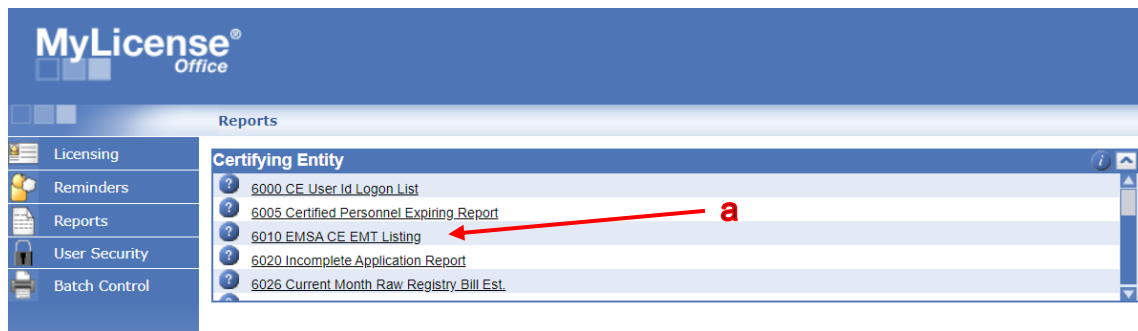 MyLicense®
Office
Reports
Licensing
Reminders
Reports
User Security
Batch Control
Certifying Entity
6000 CE User Id Logon List
6005 Certified Personnel Expiring Report
6010 EMSA CE EMT Listing
a
6020 Incomplete Application Report
6026 Current Month Raw Registry Bill Est.